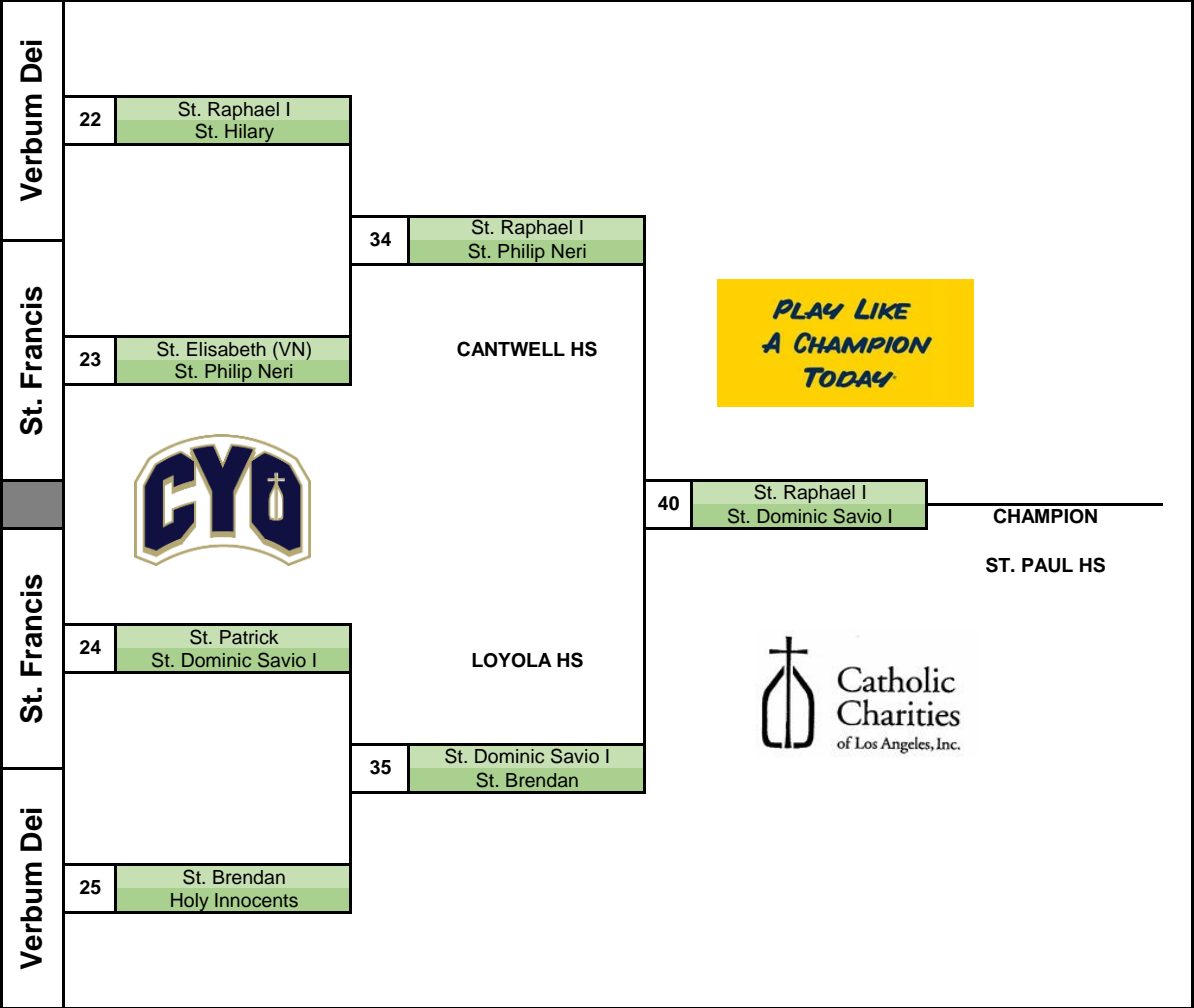 Verbum Dei
22
St. Raphael I
St. Hilary
34
St. Raphael I
St. Philip Neri
St. Francis
23
St. Elisabeth (VN)
St. Philip Neri
CANTWELL HS
PLAY LIKE
A CHAMPION
TODAY
CYO
40
St. Raphael I
St. Dominic Savio I
CHAMPION
ST. PAUL HS
St. Francis
24
St. Patrick
St. Dominic Savio I
LOYOLA HS
Catholic
Charities
of Los Angeles, Inc.
35
St. Dominic Savio I
St. Brendan
Verbum Dei
25
St. Brendan
Holy Innocents